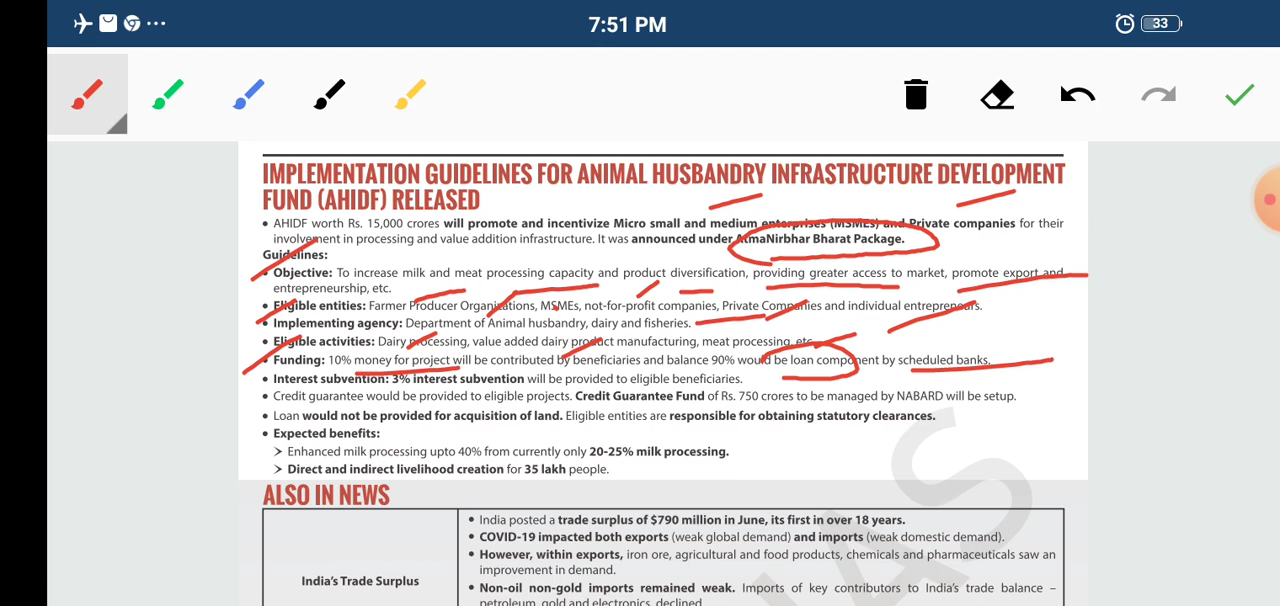 7:51 PM
33
IMPLEMENTATION GUIDELINES FOR ANIMAL HUSBANDRY INFRASTRUCTURE DEVELOPMENT
FUND (AHIDF) RELEASED
• AHIDF worth Rs. 15,000 crores will promote and incentivize Micro small and medium enterprises (MSMEs) and Private companies for their
involvement in processing and value addition infrastructure. It was announced under AtmaNirbhar Bharat Package.
Guidelines:
• Objective: To increase milk and meat processing capacity and product diversification, providing greater access to market, promote export and
entrepreneurship, etc.
• Eligible entities: Farmer Producer Organizations, MSMEs, not-for-profit companies, Private Companies and individual entrepreneurs.
• Implementing agency: Department of Animal husbandry, dairy and fisheries.
• Eligible activities: Dairy processing, value added dairy product manufacturing, meat processing, etc.
• Funding: 10% money for project will be contributed by beneficiaries and balance 90% would be loan component by scheduled banks.
• Interest subvention: 3% interest subvention will be provided to eligible beneficiaries.
• Credit guarantee would be provided to eligible projects. Credit Guarantee Fund of Rs. 750 crores to be managed by NABARD will be setup.
• Loan would not be provided for acquisition of land. Eligible entities are responsible for obtaining statutory clearances.
• Expected benefits:
➢ Enhanced milk processing upto 40% from currently only 20-25% milk processing.
➢ Direct and indirect livelihood creation for 35 lakh people.
ALSO IN NEWS
India's Trade Surplus
• India posted a trade surplus of $790 million in June, its first in over 18 years.
• COVID-19 impacted both exports (weak global demand) and imports (weak domestic demand).
• However, within exports, iron ore, agricultural and food products, chemicals and pharmaceuticals saw an
improvement in demand.
• Non-oil non-gold imports remained weak. Imports of key contributors to India's trade balance –
petroleum, gold and electronics, declined.
IAS